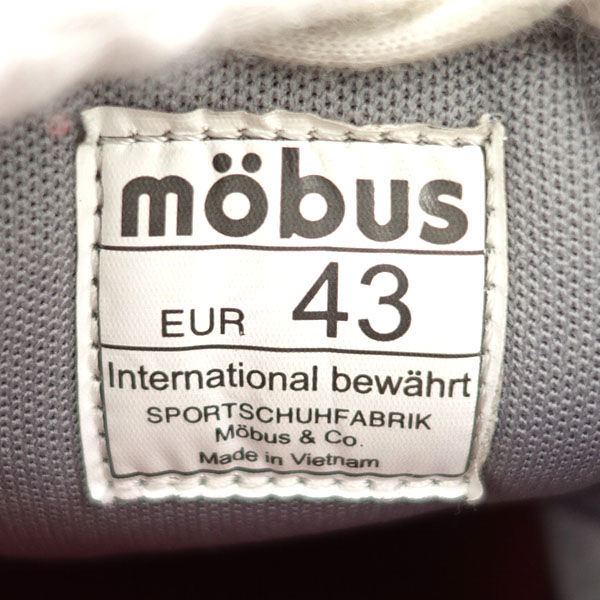 möbus
EUR 43
International bewährt
SPORTSCHUHFABRIK
Möbus & Co.
Made in Vietnam